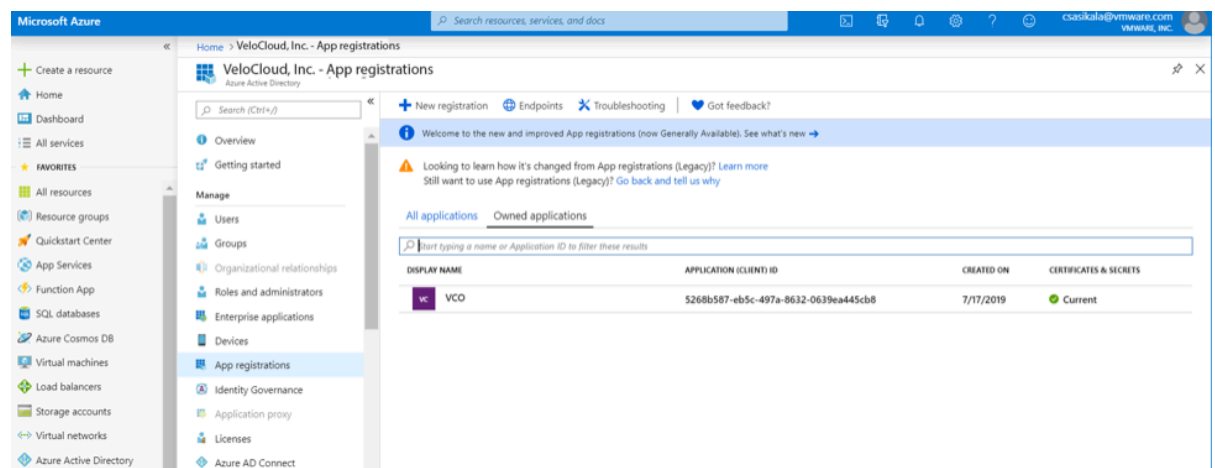 Microsoft Azure
Search resources, services, and docs
csasikala@vmware.com
VMWARE, INC.
Home > VeloCloud, Inc. - App registrations
Create a resource
Home
Dashboard
All services
FAVORITES
All resources
Resource groups
Quickstart Center
App Services
Function App
SQL databases
Azure Cosmos DB
Virtual machines
Load balancers
Storage accounts
Virtual networks
Azure Active Directory
VeloCloud, Inc. - App registrations
Azure Active Directory
Search (Ctrl+/)
Overview
Getting started
Manage
Users
Groups
Organizational relationships
Roles and administrators
Enterprise applications
Devices
App registrations
Identity Governance
Application proxy
Licenses
Azure AD Connect
New registration Endpoints Troubleshooting Got feedback?
Welcome to the new and improved App registrations (now Generally Available). See what's new
Looking to learn how it's changed from App registrations (Legacy)? Learn more
Still want to use App registrations (Legacy)? Go back and tell us why
All applications Owned applications
Start typing a name or Application ID to filter these results
DISPLAY NAME APPLICATION (CLIENT) ID CREATED ON CERTIFICATES & SECRETS
VC VCO 5268b587-eb5c-497a-8632-0639ea445cb8 7/17/2019 Current